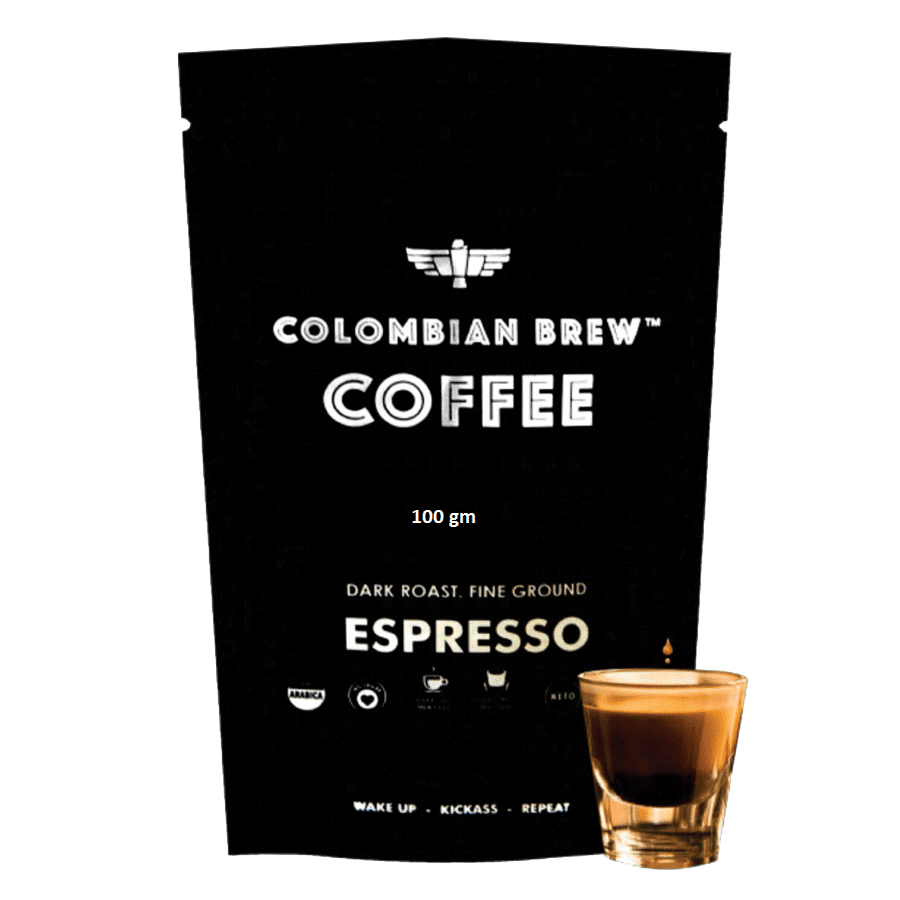 COLOMBIAN BREW™
COFFEE
100 gm
DARK ROAST. FINE GROUND
ESPRESSO
ARABICA
KETO
WAKE UP - KICKASS - REPEAT